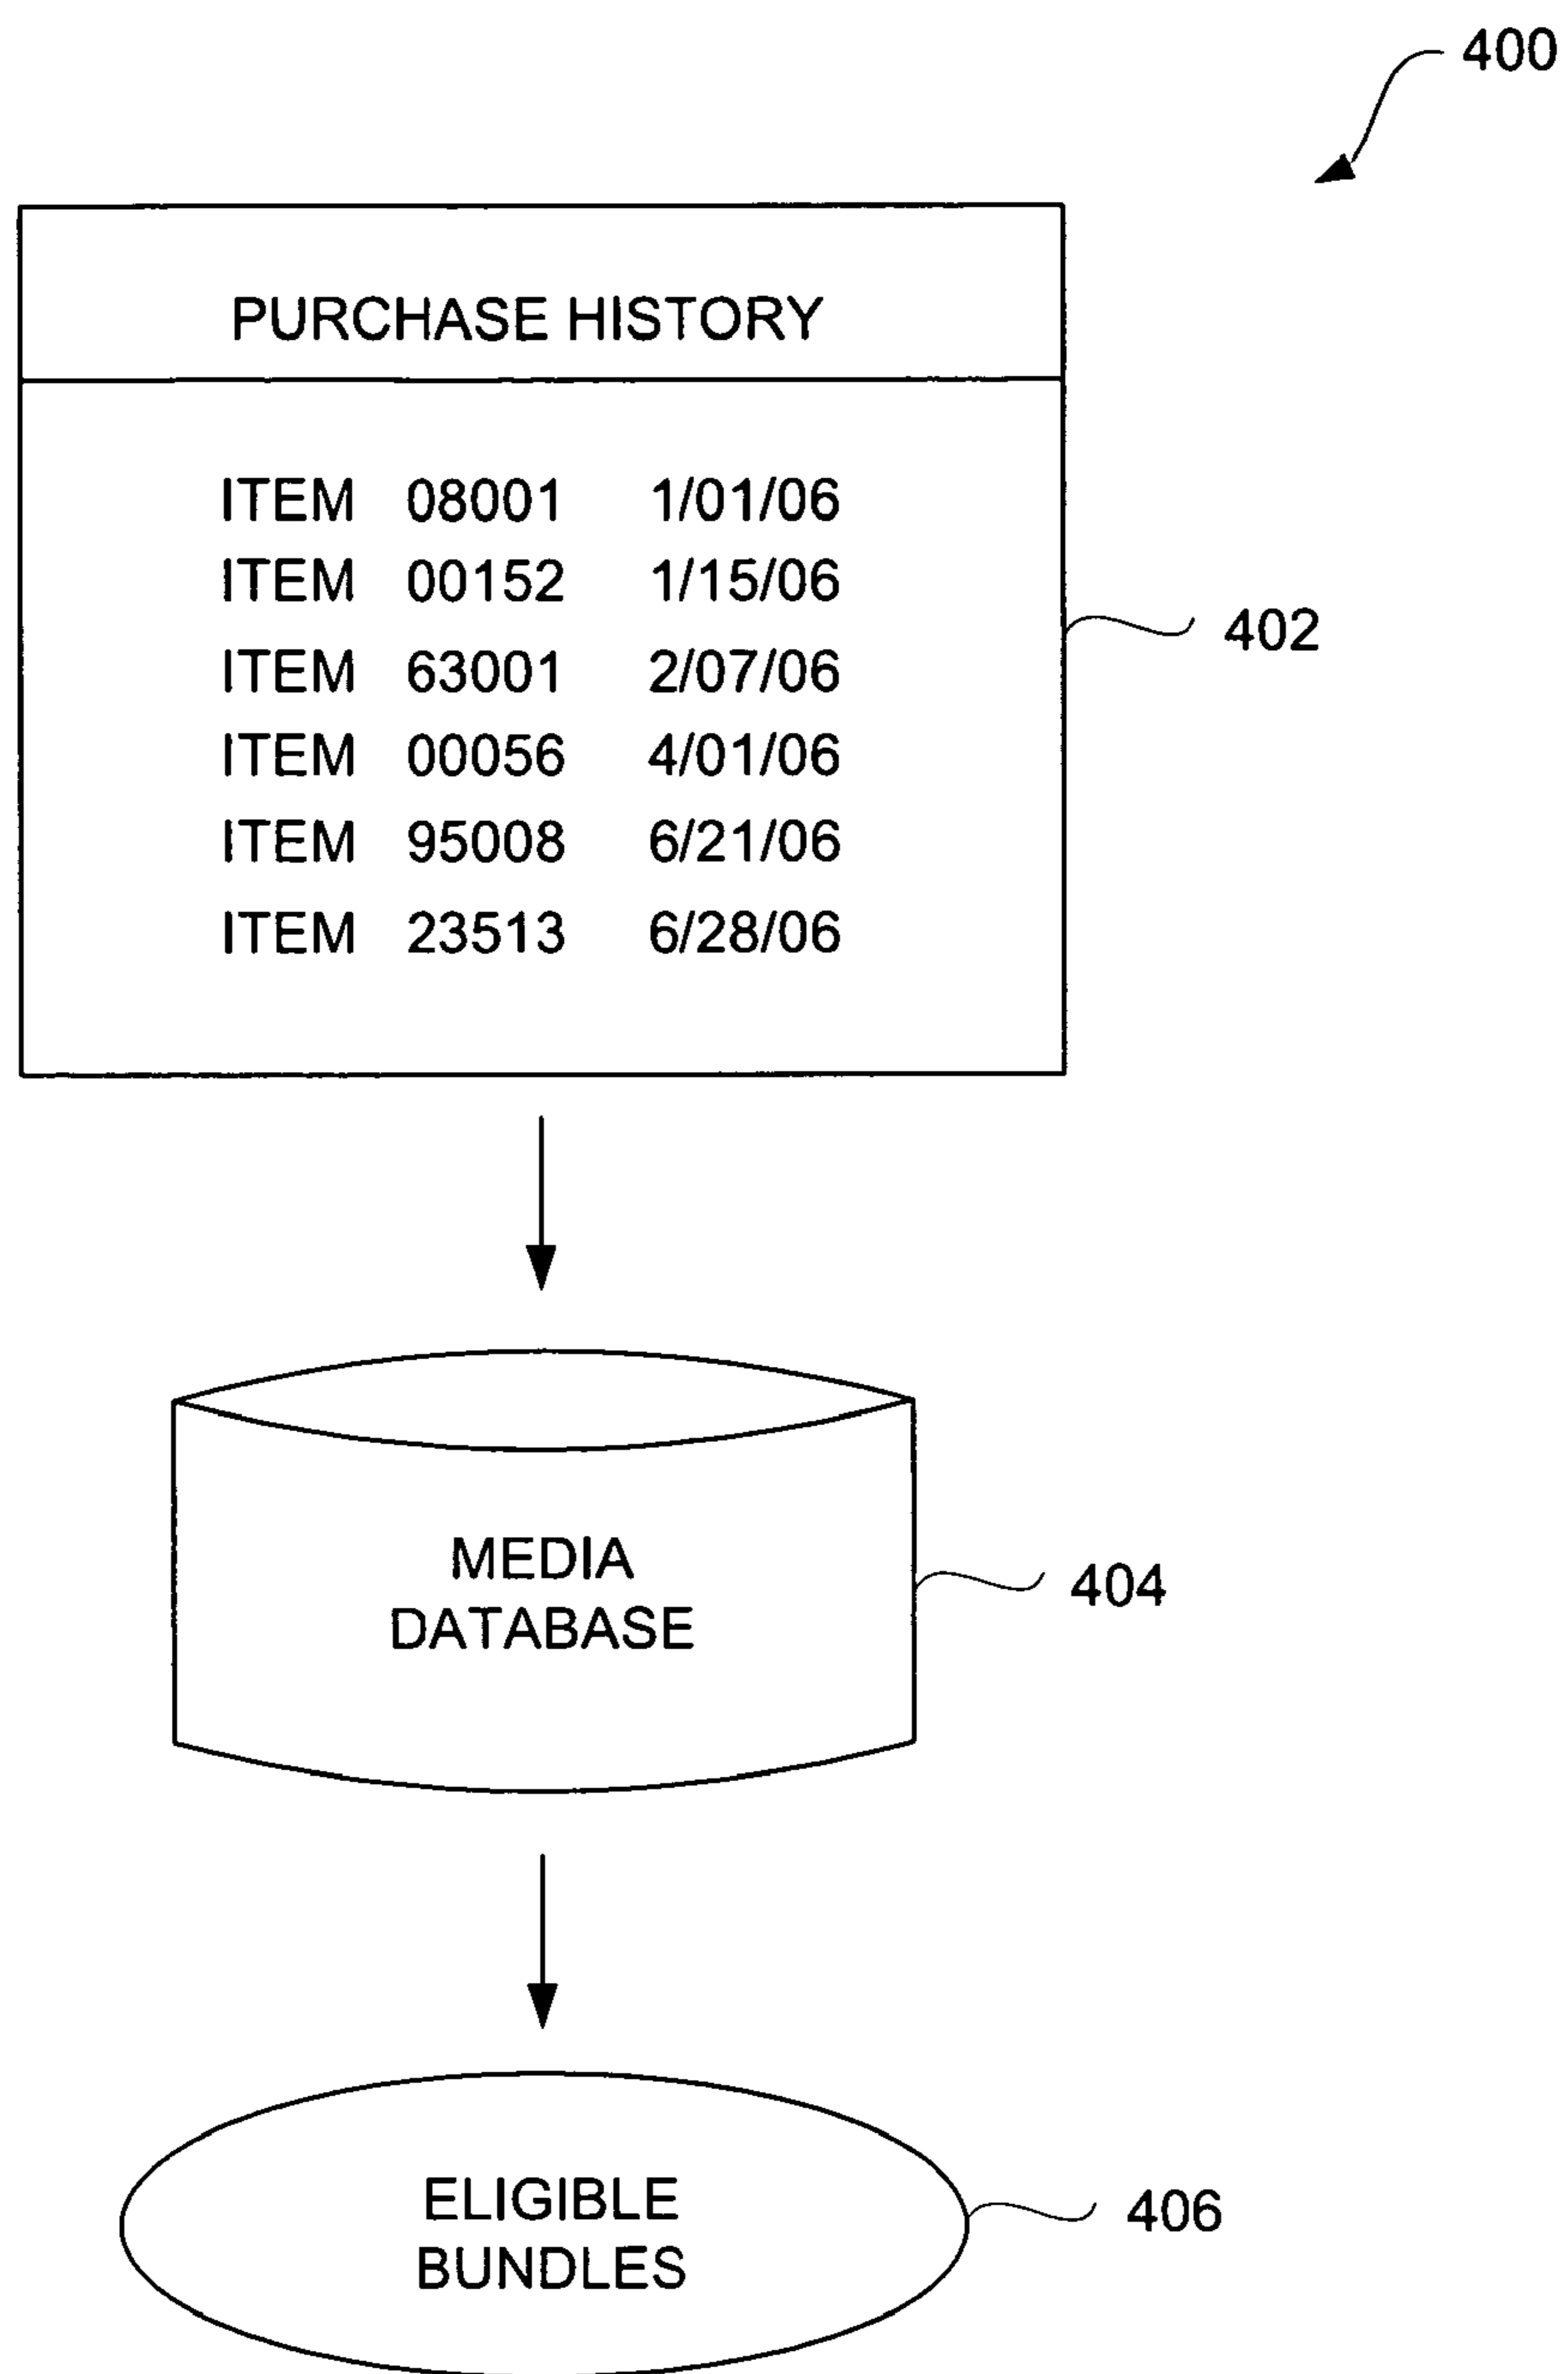 400
PURCHASE HISTORY
ITEM 08001 1/01/06
ITEM 00152 1/15/06
ITEM 63001 2/07/06
ITEM 00056 4/01/06
ITEM 95008 6/21/06
ITEM 23513 6/28/06
402
MEDIA
DATABASE
404
ELIGIBLE
BUNDLES
406